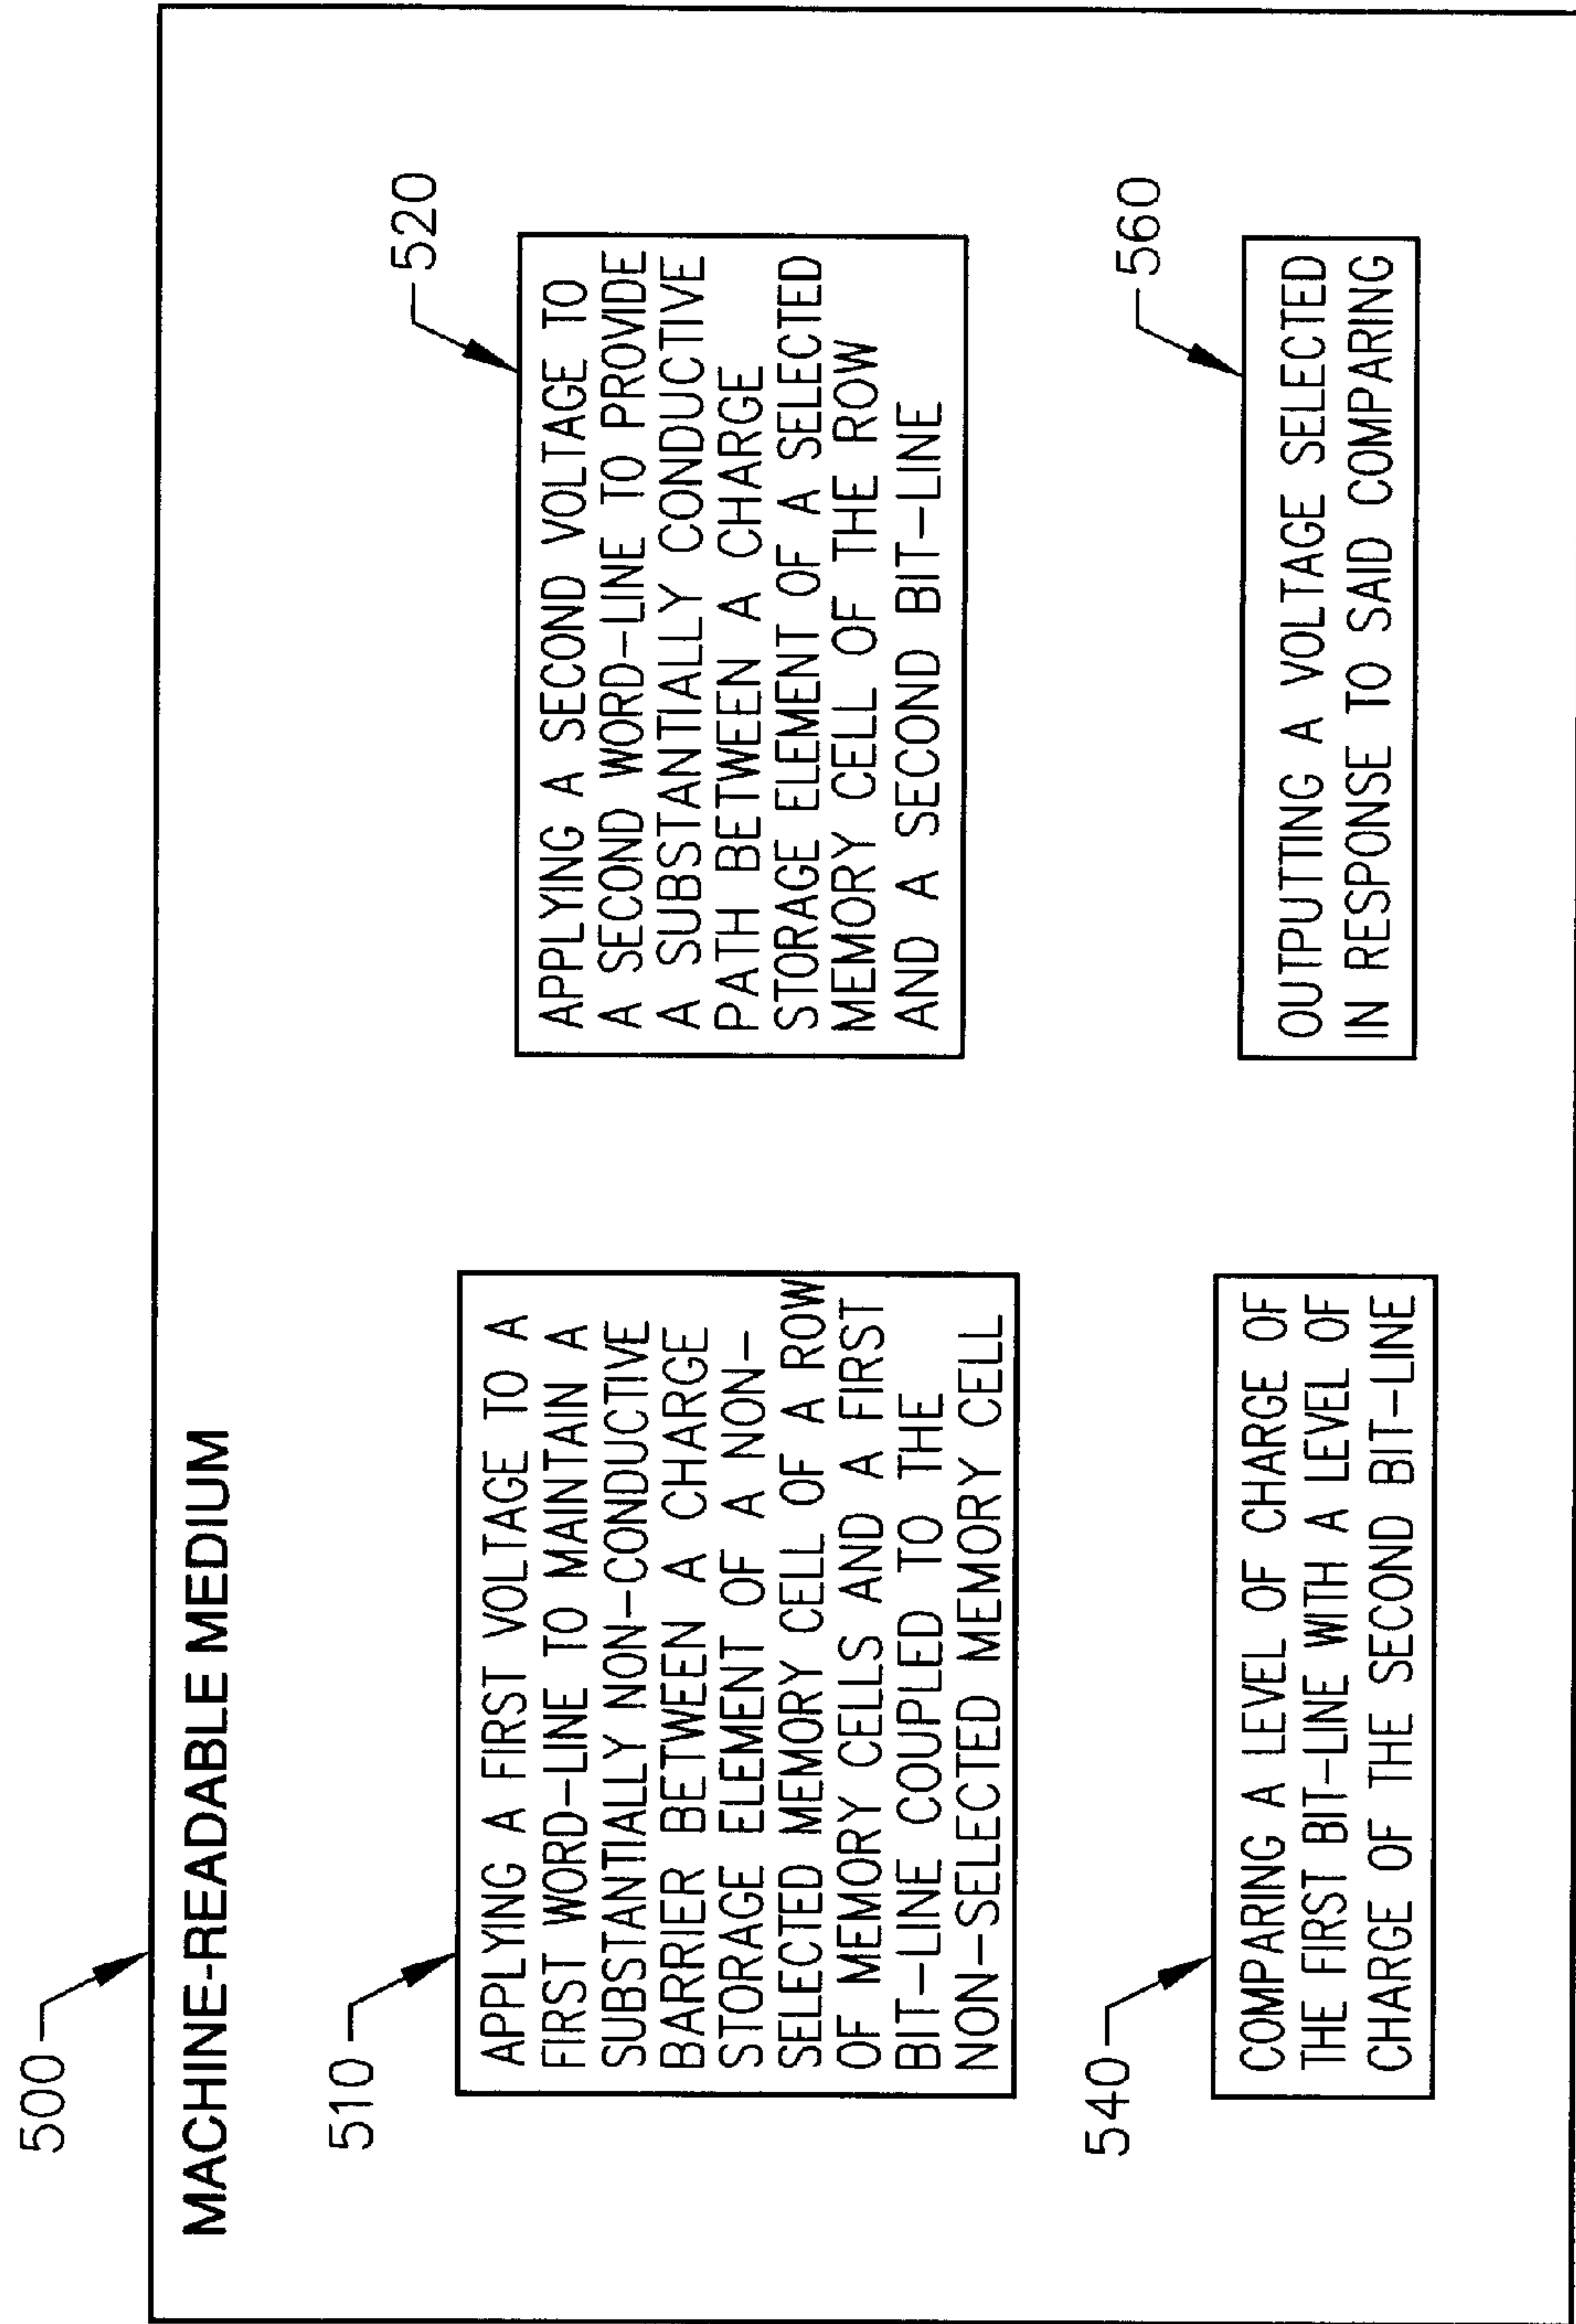 500
MACHINE-READABLE MEDIUM
510
APPLYING A FIRST VOLTAGE TO A
FIRST WORD-LINE TO MAINTAIN A
SUBSTANTIALLY NON-CONDUCTIVE
BARRIER BETWEEN A CHARGE
STORAGE ELEMENT OF A NON-
SELECTED MEMORY CELL OF A ROW
OF MEMORY CELLS AND A FIRST
BIT-LINE COUPLED TO THE
NON-SELECTED MEMORY CELL
520
APPLYING A SECOND VOLTAGE TO
A SECOND WORD-LINE TO PROVIDE
A SUBSTANTIALLY CONDUCTIVE
PATH BETWEEN A CHARGE
STORAGE ELEMENT OF A SELECTED
MEMORY CELL OF THE ROW
AND A SECOND BIT-LINE
540
COMPARING A LEVEL OF CHARGE OF
THE FIRST BIT-LINE WITH A LEVEL OF
CHARGE OF THE SECOND BIT-LINE
560
OUTPUTTING A VOLTAGE SELECTED
IN RESPONSE TO SAID COMPARING